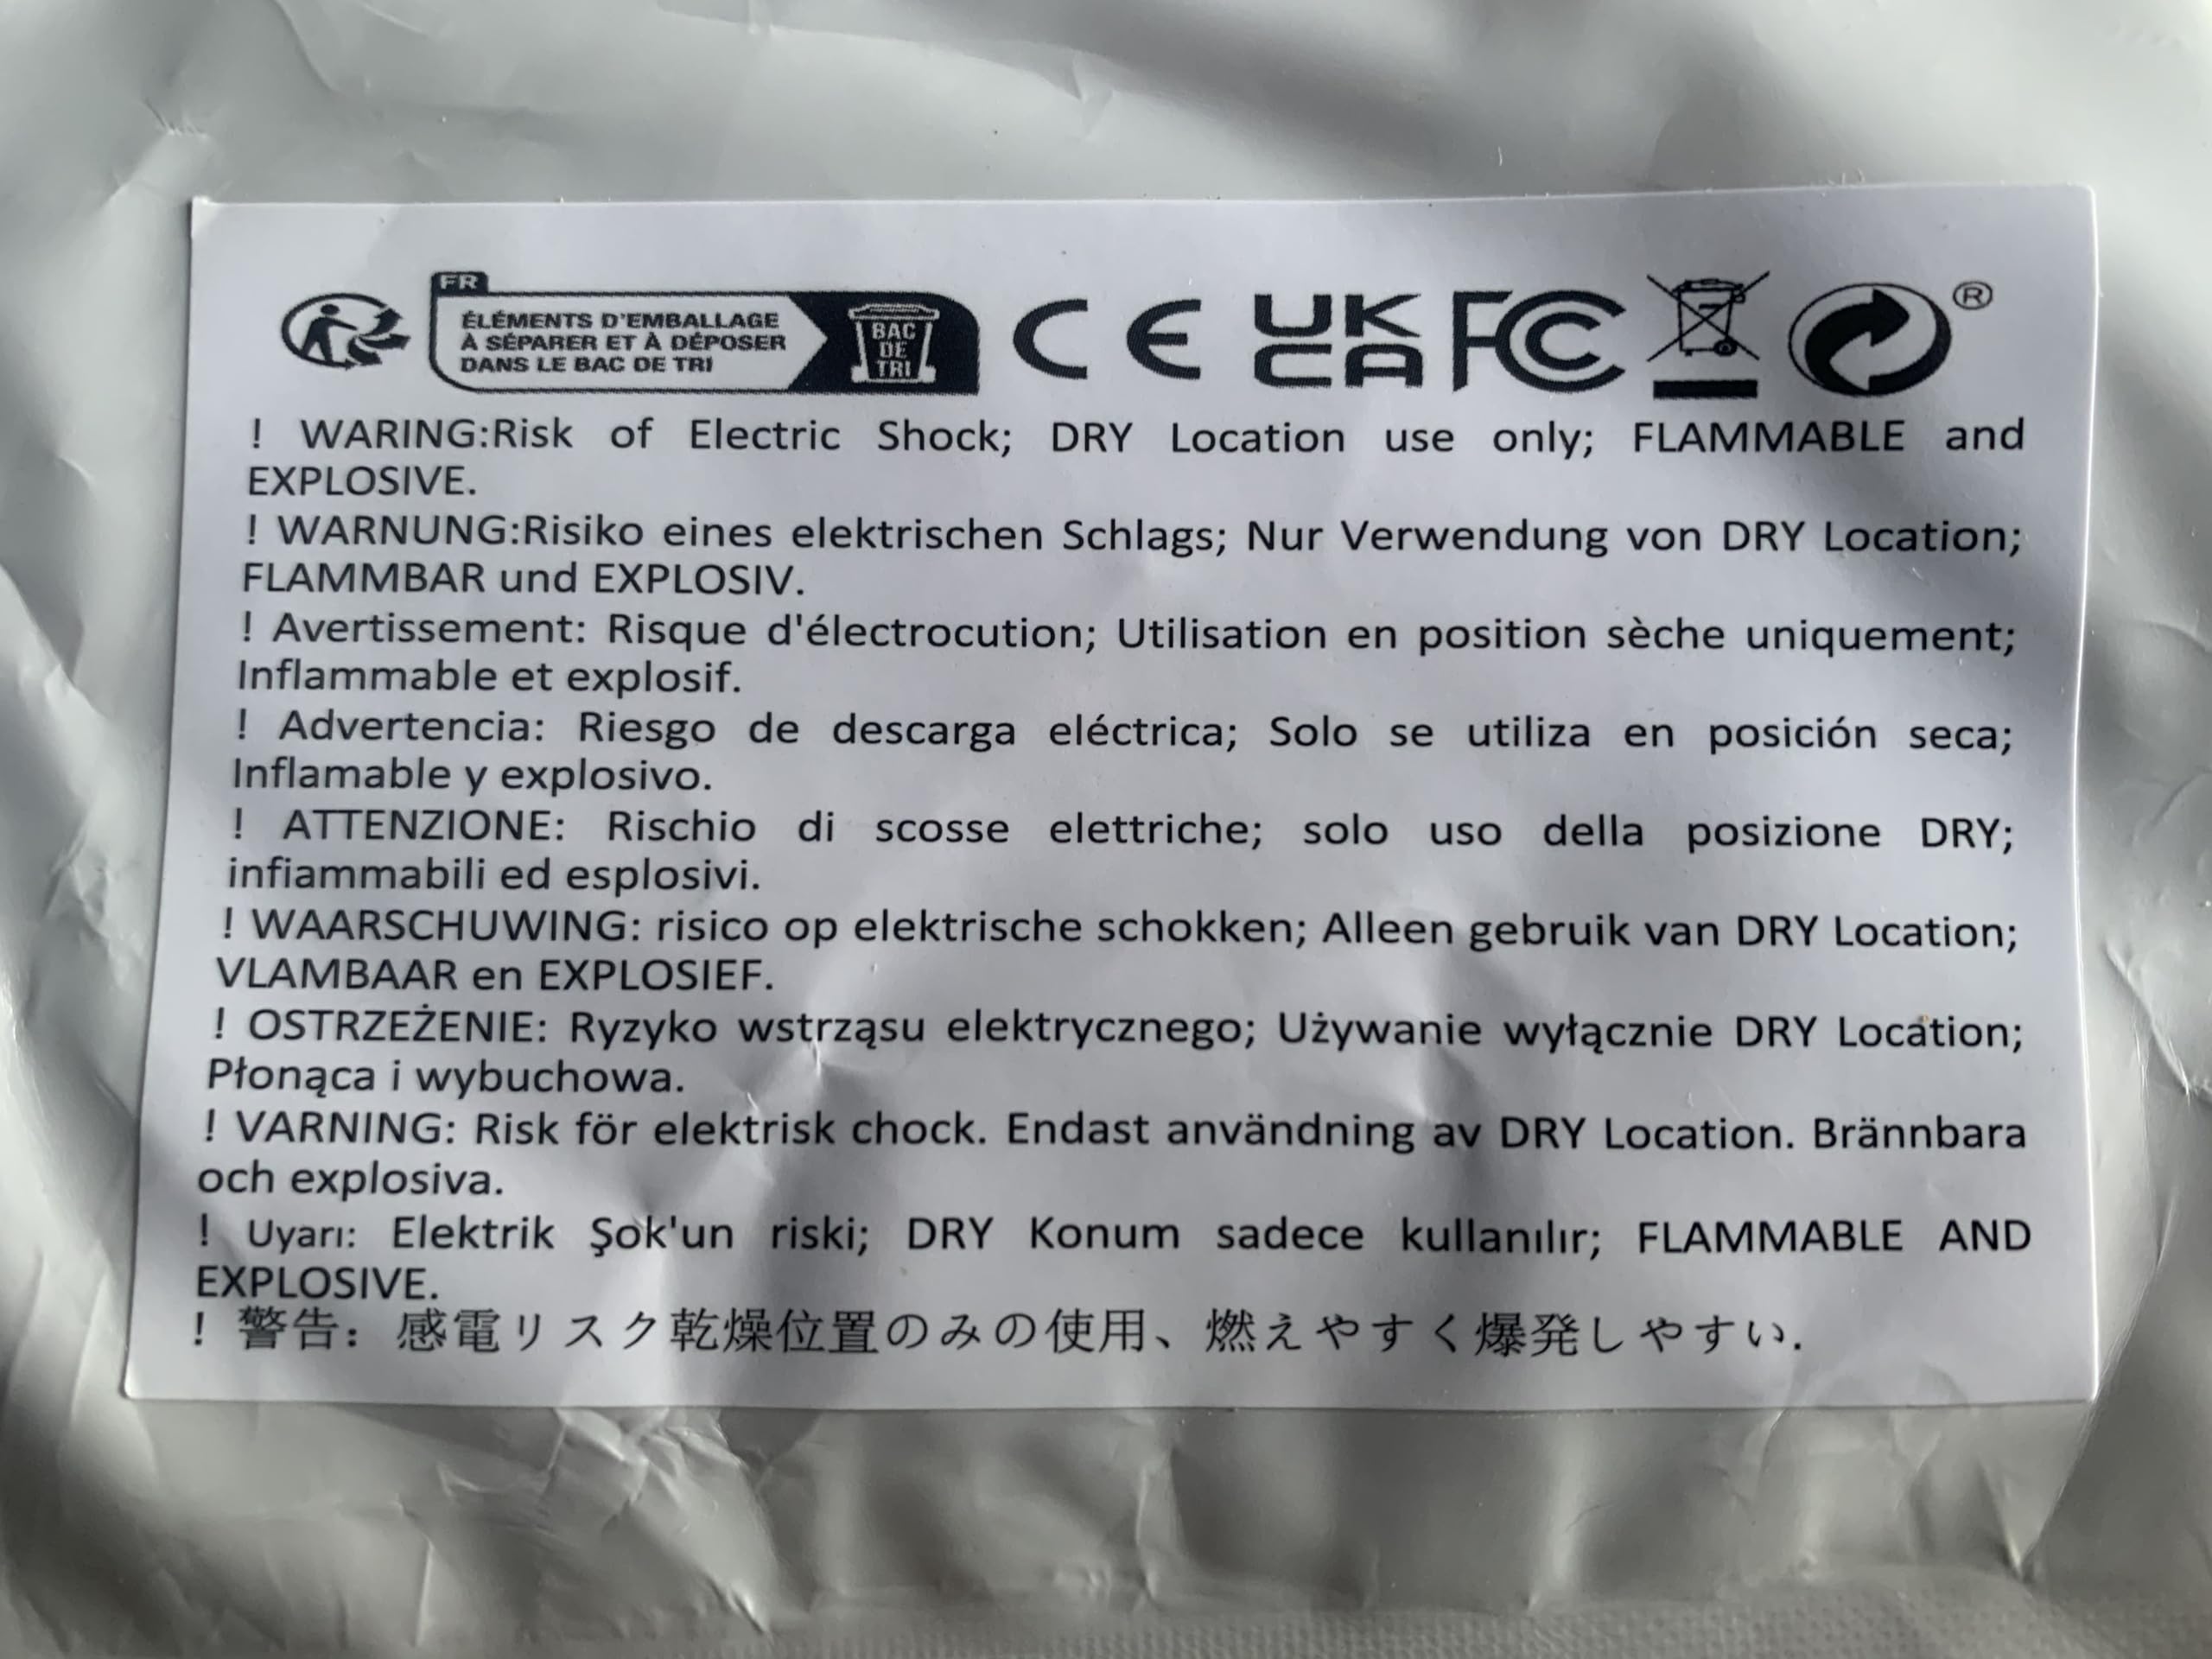 FR
ÉLÉMENTS D'EMBALLAGE
À SÉPARER ET À DÉPOSER
DANS LE BAC DE TRI
BAC
DE
TRI
CE
UK
CA
FC
®
! WARING:Risk of Electric Shock; DRY Location use only; FLAMMABLE and
EXPLOSIVE.
! WARNUNG:Risiko eines elektrischen Schlags; Nur Verwendung von DRY Location;
FLAMMBAR und EXPLOSIV.
! Avertissement: Risque d'électrocution; Utilisation en position sèche uniquement;
Inflammable et explosif.
! Advertencia: Riesgo de descarga eléctrica; Solo se utiliza en posición seca;
Inflamable y explosivo.
! ATTENZIONE: Rischio di scosse elettriche; solo uso della posizione DRY;
infiammabili ed esplosivi.
! WAARSCHUWING: risico op elektrische schokken; Alleen gebruik van DRY Location;
VLAMBAAR en EXPLOSIEF.
! OSTRZEŻENIE: Ryzyko wstrząsu elektrycznego; Używanie wyłącznie DRY Location;
Płonąca i wybuchowa.
! VARNING: Risk för elektrisk chock. Endast användning av DRY Location. Brännbara
och explosiva.
! Uyarı: Elektrik Şok'un riski; DRY Konum sadece kullanılır; FLAMMABLE AND
EXPLOSIVE.
! 警告: 感電リスク乾燥位置のみの使用、燃えやすく爆発しやすい.